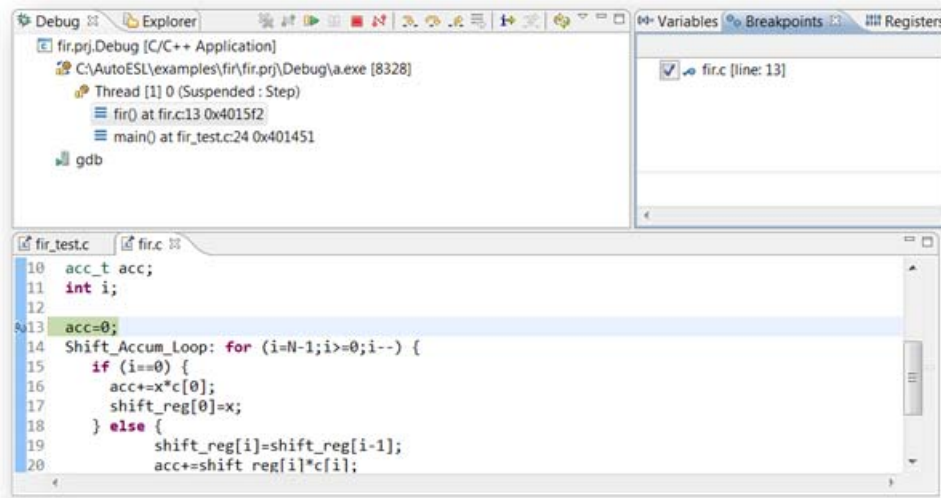 Debug Explorer
fir.prj.Debug [C/C++ Application]
C:\AutoESL\examples\fir\fir.prj\Debug\a.exe [8328]
Thread [1] 0 (Suspended : Step)
fir() at fir.c:13 0x4015f2
main() at fir_test.c:24 0x401451
gdb
(x)= Variables Breakpoints Registers
fir.c [line: 13]
fir_test.c fir.c
10 acc_t acc;
11 int i;
12
13 acc=0;
14 Shift_Accum_Loop: for (i=N-1;i>=0;i--) {
15 if (i==0) {
16 acc+=x*c[0];
17 shift_reg[0]=x;
18 } else {
19 shift_reg[i]=shift_reg[i-1];
20 acc+=shift_reg[i]*c[i];